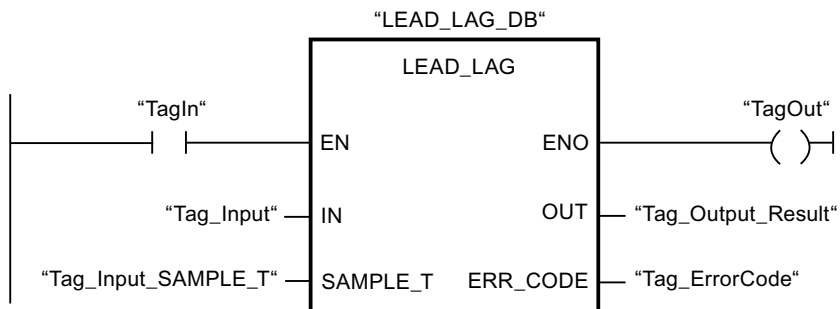 “LEAD_LAG_DB“
LEAD_LAG
“TagIn“ “TagOut“
EN ENO
“Tag_Input“ IN OUT “Tag_Output_Result“
“Tag_Input_SAMPLE_T“ SAMPLE_T ERR_CODE “Tag_ErrorCode“